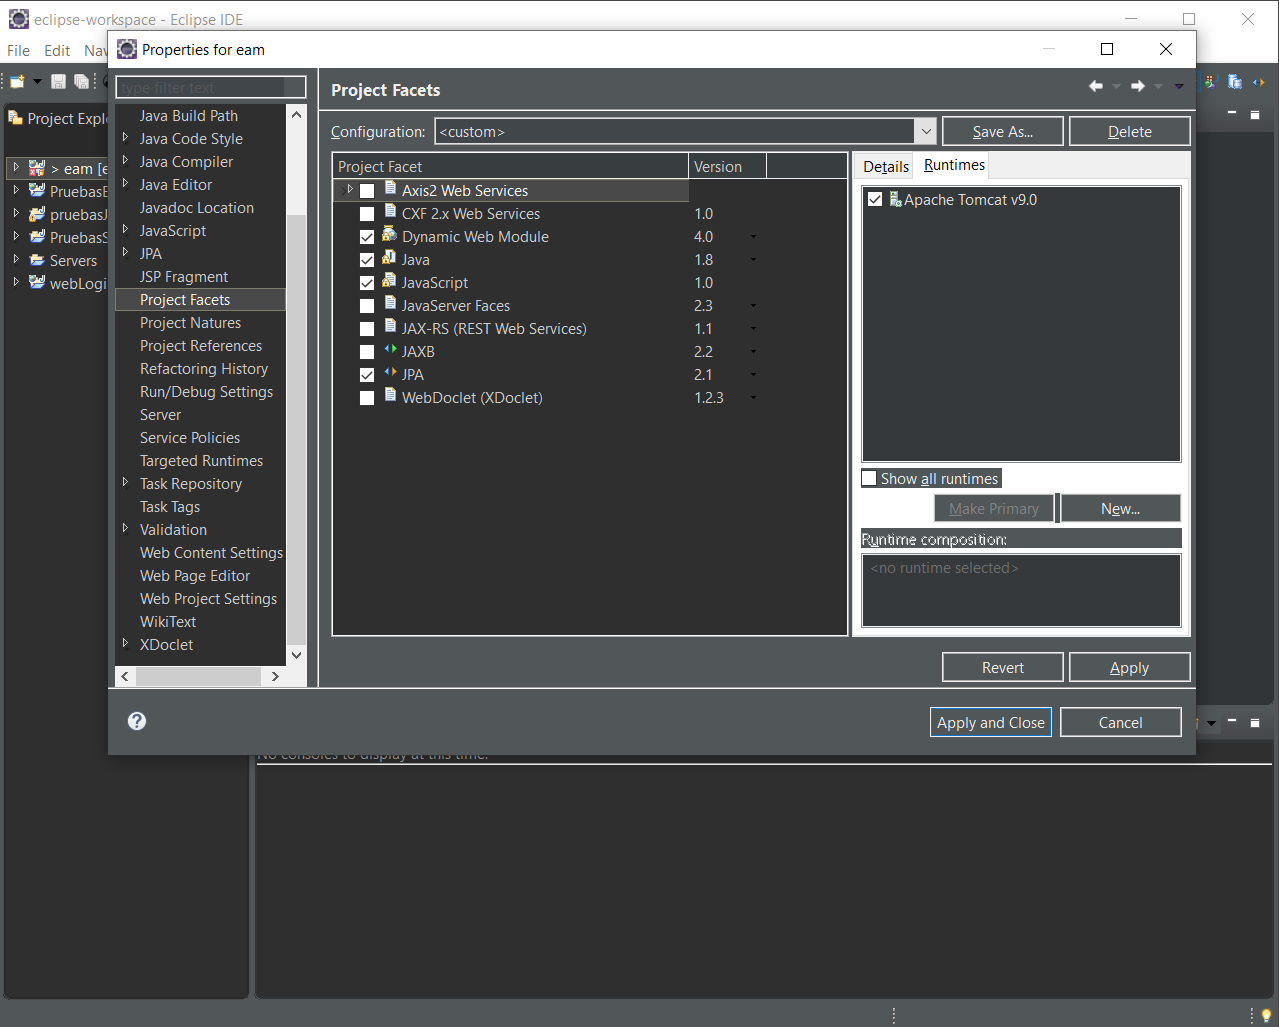 eclipse-workspace - Eclipse IDE
File Edit Nav
Properties for eam
type filter text
Project Explo
> eam [e
PruebasE
pruebasJ
PruebasS
Servers
webLogi
Java Build Path
Java Code Style
Java Compiler
Java Editor
Javadoc Location
JavaScript
JPA
JSP Fragment
Project Facets
Project Natures
Project References
Refactoring History
Run/Debug Settings
Server
Service Policies
Targeted Runtimes
Task Repository
Task Tags
Validation
Web Content Settings
Web Page Editor
Web Project Settings
WikiText
XDoclet
Project Facets
Configuration: <custom> Save As... Delete
Project Facet Version
Axis2 Web Services
CXF 2.x Web Services 1.0
Dynamic Web Module 4.0
Java 1.8
JavaScript 1.0
JavaServer Faces 2.3
JAX-RS (REST Web Services) 1.1
JAXB 2.2
JPA 2.1
WebDoclet (XDoclet) 1.2.3
Details Runtimes
Apache Tomcat v9.0
Show all runtimes
Make Primary New...
Runtime composition:
<no runtime selected>
Revert Apply
Apply and Close Cancel
No consoles to display at this time.